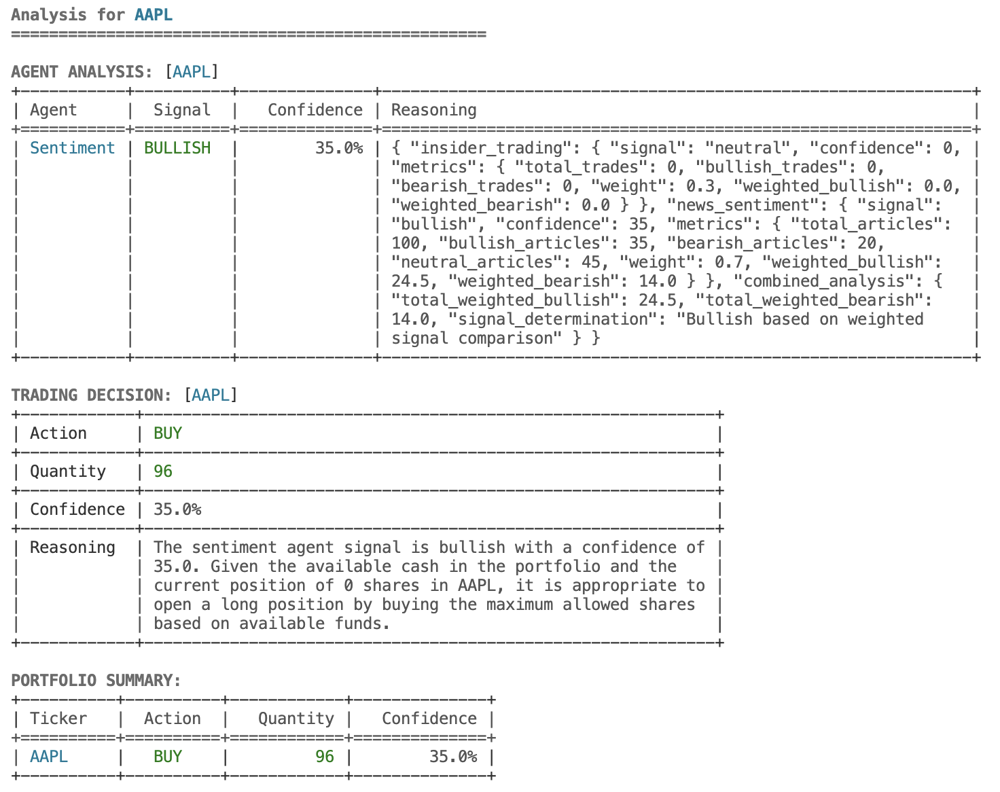 Analysis for AAPL
==================================================
AGENT ANALYSIS: [AAPL]
+-----------+----------+--------------+--------------------------------------------------------------+
| Agent     |  Signal  |   Confidence | Reasoning                                                    |
+===========+==========+==============+==============================================================+
| Sentiment | BULLISH  |        35.0% | { "insider_trading": { "signal": "neutral", "confidence": 0, |
|           |          |              | "metrics": { "total_trades": 0, "bullish_trades": 0,         |
|           |          |              | "bearish_trades": 0, "weight": 0.3, "weighted_bullish": 0.0, |
|           |          |              | "weighted_bearish": 0.0 } }, "news_sentiment": { "signal":   |
|           |          |              | "bullish", "confidence": 35, "metrics": { "total_articles":  |
|           |          |              | 100, "bullish_articles": 35, "bearish_articles": 20,         |
|           |          |              | "neutral_articles": 45, "weight": 0.7, "weighted_bullish":   |
|           |          |              | 24.5, "weighted_bearish": 14.0 } }, "combined_analysis": {   |
|           |          |              | "total_weighted_bullish": 24.5, "total_weighted_bearish":    |
|           |          |              | 14.0, "signal_determination": "Bullish based on weighted     |
|           |          |              | signal comparison" } }                                       |
+-----------+----------+--------------+--------------------------------------------------------------+
TRADING DECISION: [AAPL]
+------------+------------------------------------------------------------+
| Action     | BUY                                                        |
+------------+------------------------------------------------------------+
| Quantity   | 96                                                         |
+------------+------------------------------------------------------------+
| Confidence | 35.0%                                                      |
+------------+------------------------------------------------------------+
| Reasoning  | The sentiment agent signal is bullish with a confidence of |
|            | 35.0. Given the available cash in the portfolio and the    |
|            | current position of 0 shares in AAPL, it is appropriate to |
|            | open a long position by buying the maximum allowed shares  |
|            | based on available funds.                                  |
+------------+------------------------------------------------------------+
PORTFOLIO SUMMARY:
+----------+----------+------------+--------------+
| Ticker   |  Action  |   Quantity |   Confidence |
+==========+==========+============+==============+
| AAPL     |   BUY    |         96 |        35.0% |
+----------+----------+------------+--------------+